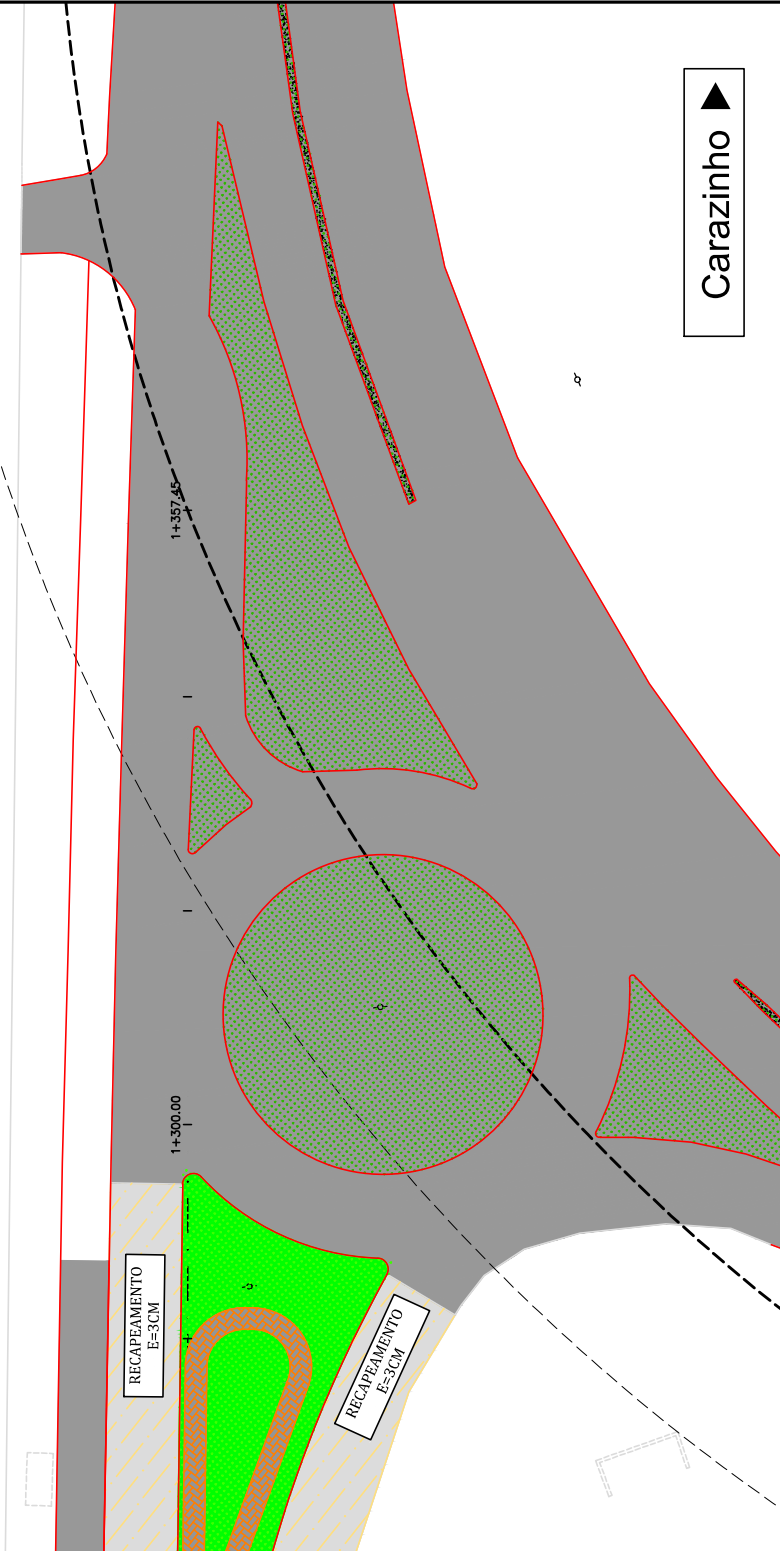 Carazinho ▶
1+357.45
1+300.00
RECAPEAMENTO
E=3CM
RECAPEAMENTO
E=3CM